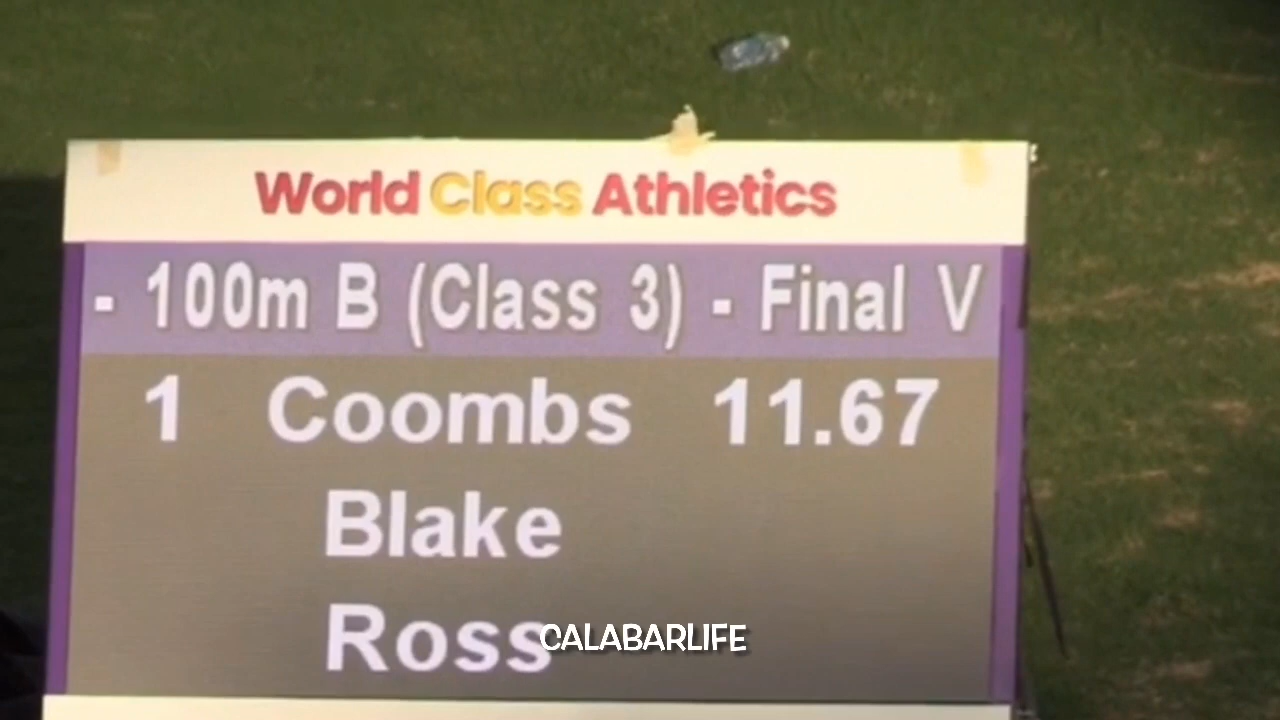 World Class Athletics
- 100m B (Class 3) - Final V
1 Coombs 11.67
Blake
Ross
CALABARLIFE